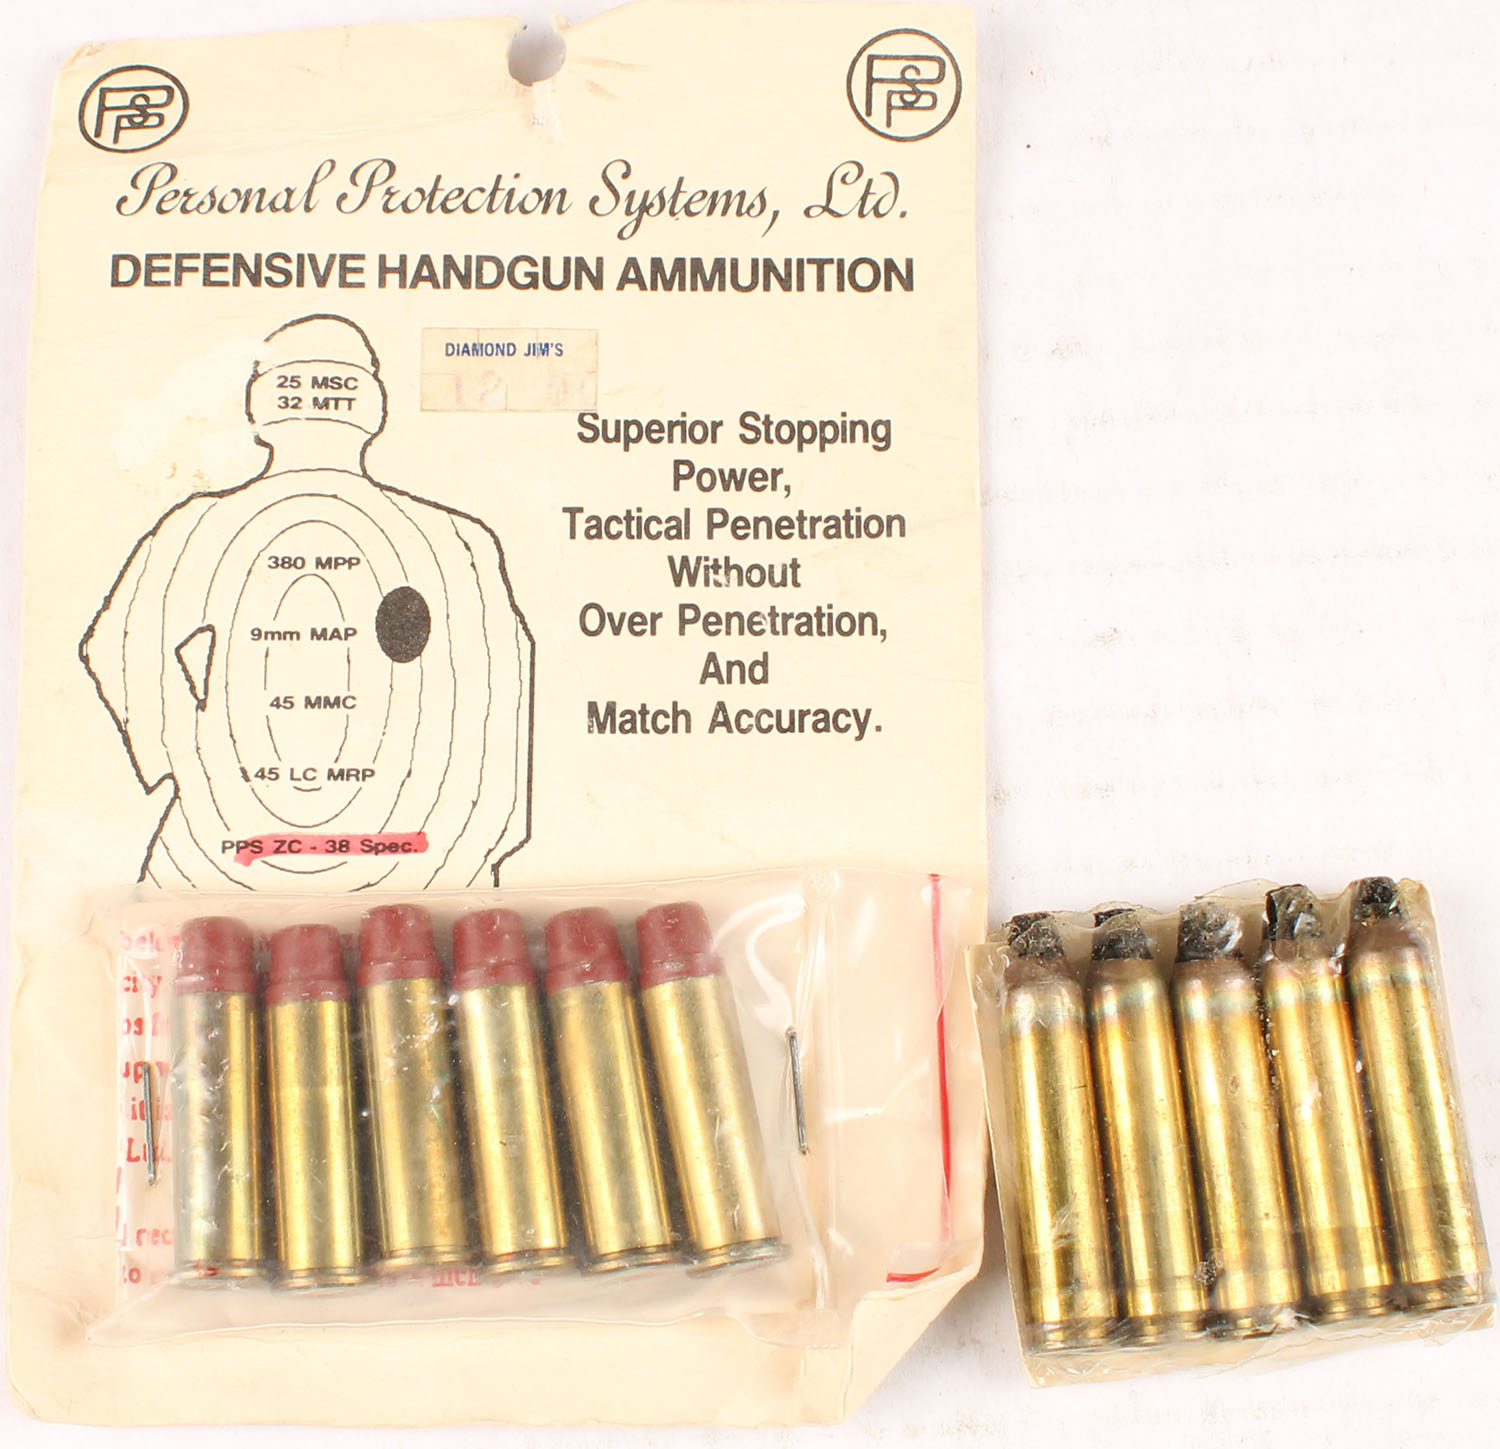 PPS
PPS
Personal Protection Systems, Ltd.
DEFENSIVE HANDGUN AMMUNITION
DIAMOND JIM'S
25 MSC
32 MTT
380 MPP
9mm MAP
45 MMC
45 LC MRP
PPS ZC - 38 Spec.
Superior Stopping
Power,
Tactical Penetration
Without
Over Penetration,
And
Match Accuracy.